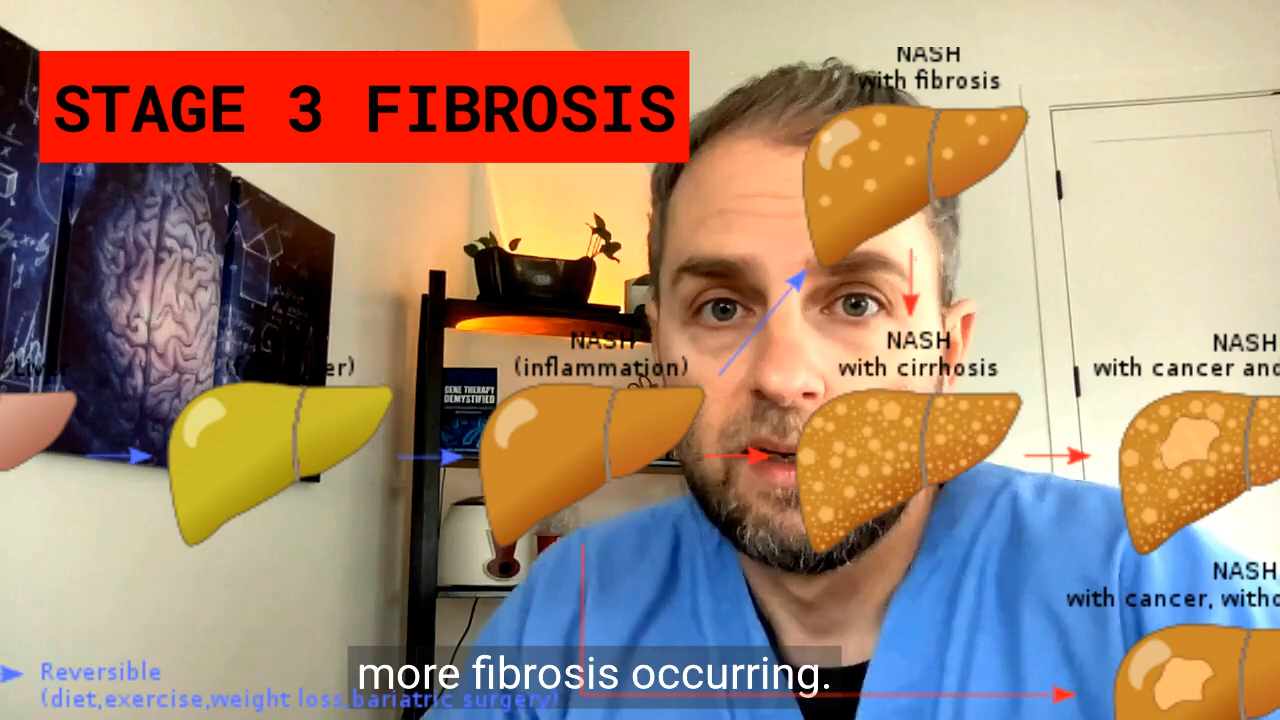 STAGE 3 FIBROSIS
NASH
with fibrosis
NASH
(inflammation)
NASH
with cirrhosis
NASH
with cancer and
GENE THERAPY
DEMYSTIFIED
NASH
with cancer, witho
more fibrosis occurring.
Reversible
(diet,exercise,weight loss,bariatric surgery)